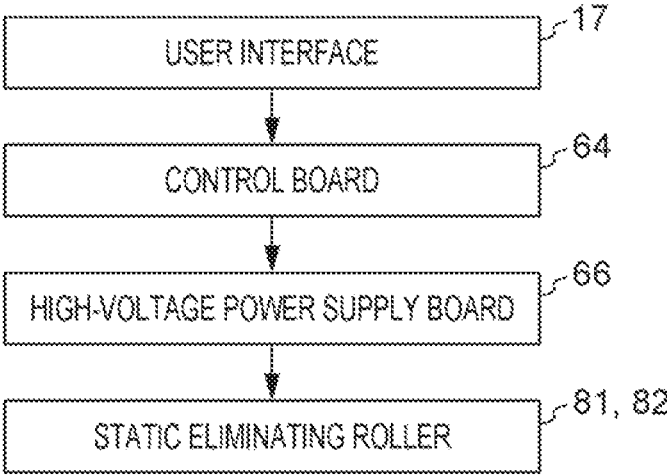 17
USER INTERFACE
64
CONTROL BOARD
66
HIGH-VOLTAGE POWER SUPPLY BOARD
81, 82
STATIC ELIMINATING ROLLER